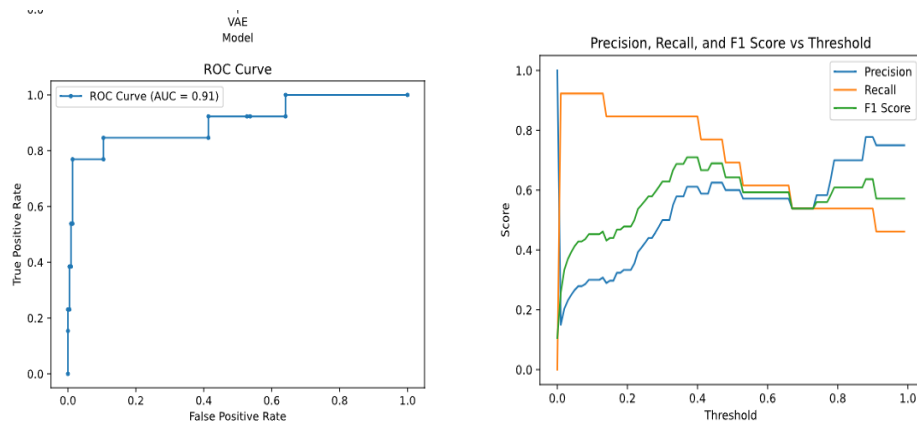 0.0
VAE
Model
ROC Curve
ROC Curve (AUC = 0.91)
1.0
0.8
0.6
0.4
0.2
0.0
True Positive Rate
0.0 0.2 0.4 0.6 0.8 1.0
False Positive Rate
Precision, Recall, and F1 Score vs Threshold
Precision
Recall
F1 Score
1.0
0.8
0.6
0.4
0.2
0.0
Score
0.0 0.2 0.4 0.6 0.8 1.0
Threshold